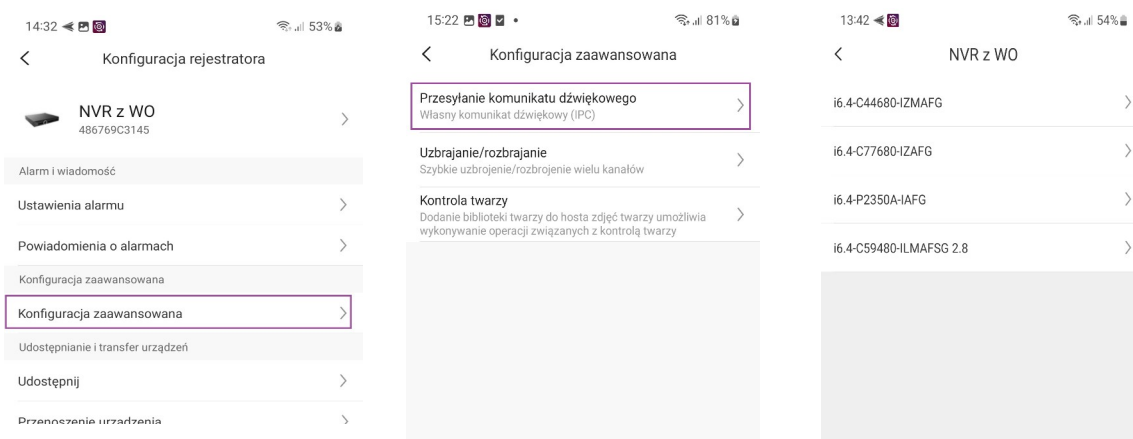 14:32
53%
Konfiguracja rejestratora
NVR z WO
486769C3145
Alarm i wiadomość
Ustawienia alarmu
Powiadomienia o alarmach
Konfiguracja zaawansowana
Konfiguracja zaawansowana
Udostępnianie i transfer urządzeń
Udostępnij
Przenoszenie urządzenia
15:22
81%
Konfiguracja zaawansowana
Przesyłanie komunikatu dźwiękowego
Własny komunikat dźwiękowy (IPC)
Uzbrajanie/rozbrajanie
Szybkie uzbrojenie/rozbrojenie wielu kanałów
Kontrola twarzy
Dodanie biblioteki twarzy do hosta zdjęć twarzy umożliwia
wykonywanie operacji związanych z kontrolą twarzy
13:42
54%
NVR z WO
i6.4-C44680-IZMAFG
i6.4-C77680-IZAFG
i6.4-P2350A-IAFG
i6.4-C59480-ILMAFSG 2.8